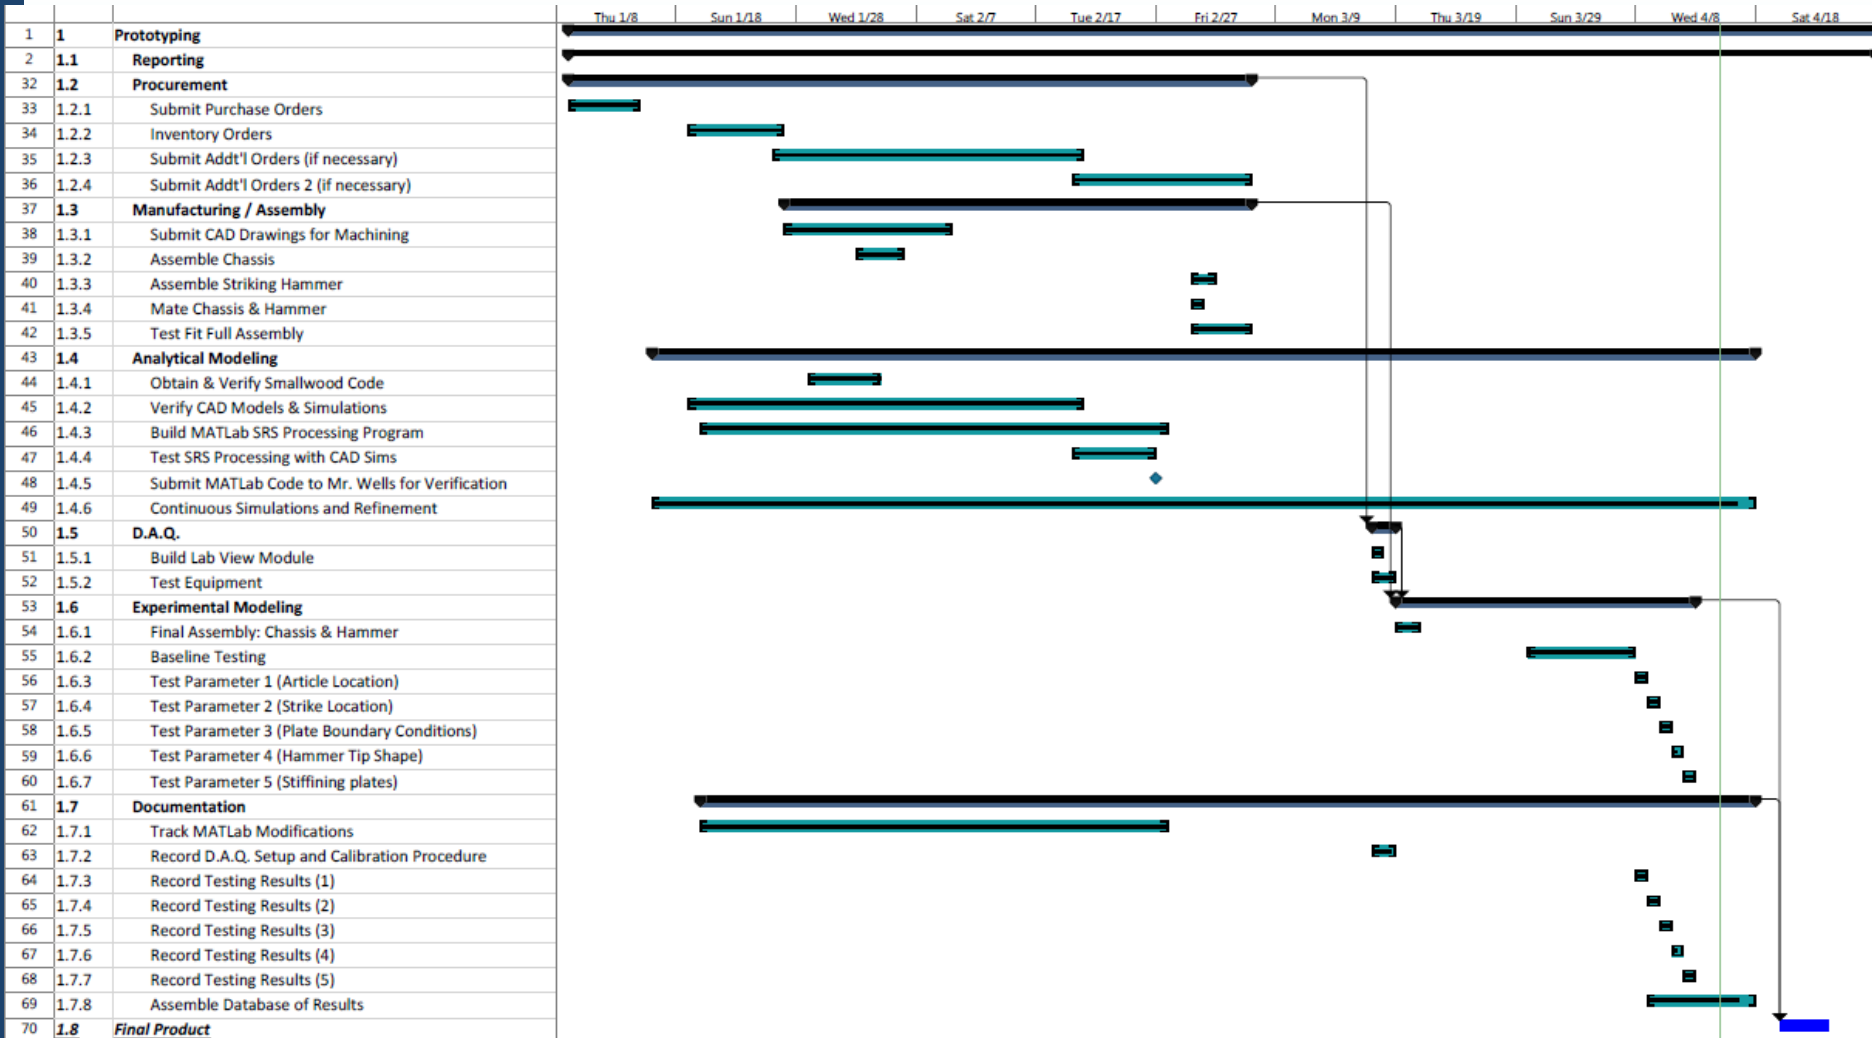 Thu 1/8 Sun 1/18 Wed 1/28 Sat 2/7 Tue 2/17 Fri 2/27 Mon 3/9 Thu 3/19 Sun 3/29 Wed 4/8 Sat 4/18
1 1 Prototyping
2 1.1 Reporting
32 1.2 Procurement
33 1.2.1 Submit Purchase Orders
34 1.2.2 Inventory Orders
35 1.2.3 Submit Addt'l Orders (if necessary)
36 1.2.4 Submit Addt'l Orders 2 (if necessary)
37 1.3 Manufacturing / Assembly
38 1.3.1 Submit CAD Drawings for Machining
39 1.3.2 Assemble Chassis
40 1.3.3 Assemble Striking Hammer
41 1.3.4 Mate Chassis & Hammer
42 1.3.5 Test Fit Full Assembly
43 1.4 Analytical Modeling
44 1.4.1 Obtain & Verify Smallwood Code
45 1.4.2 Verify CAD Models & Simulations
46 1.4.3 Build MATLab SRS Processing Program
47 1.4.4 Test SRS Processing with CAD Sims
48 1.4.5 Submit MATLab Code to Mr. Wells for Verification
49 1.4.6 Continuous Simulations and Refinement
50 1.5 D.A.Q.
51 1.5.1 Build Lab View Module
52 1.5.2 Test Equipment
53 1.6 Experimental Modeling
54 1.6.1 Final Assembly: Chassis & Hammer
55 1.6.2 Baseline Testing
56 1.6.3 Test Parameter 1 (Article Location)
57 1.6.4 Test Parameter 2 (Strike Location)
58 1.6.5 Test Parameter 3 (Plate Boundary Conditions)
59 1.6.6 Test Parameter 4 (Hammer Tip Shape)
60 1.6.7 Test Parameter 5 (Stiffining plates)
61 1.7 Documentation
62 1.7.1 Track MATLab Modifications
63 1.7.2 Record D.A.Q. Setup and Calibration Procedure
64 1.7.3 Record Testing Results (1)
65 1.7.4 Record Testing Results (2)
66 1.7.5 Record Testing Results (3)
67 1.7.6 Record Testing Results (4)
68 1.7.7 Record Testing Results (5)
69 1.7.8 Assemble Database of Results
70 1.8 Final Product